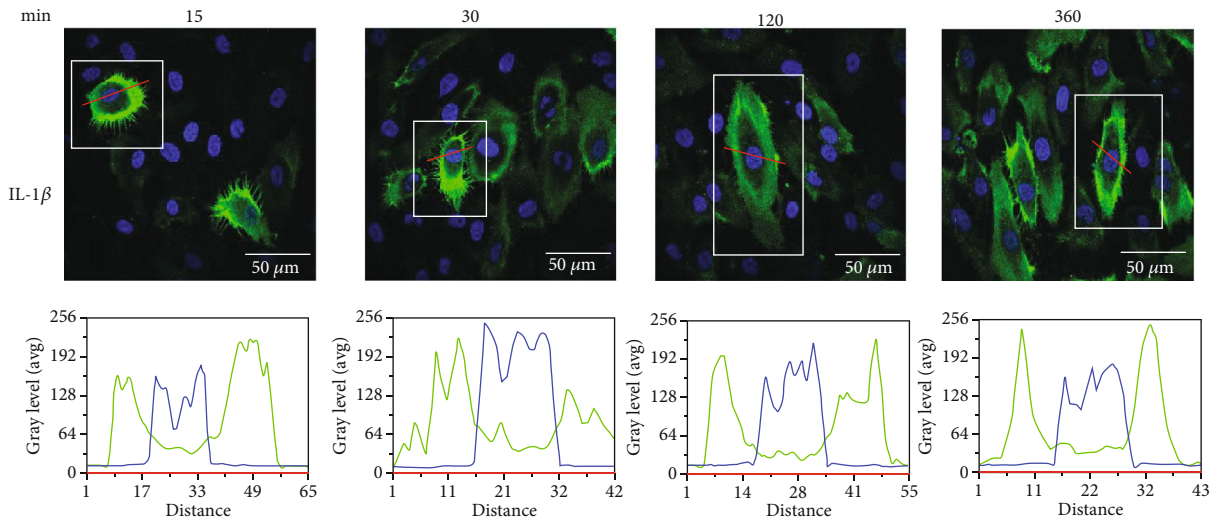 min 15 30 120 360
IL-1β
50 μm 50 μm 50 μm 50 μm
256 256 256 256
192 192 192 192
128 128 128 128
64 64 64 64
0 0 0 0
Gray level (avg) Gray level (avg) Gray level (avg) Gray level (avg)
1 17 33 49 65 1 11 21 32 42 1 14 28 41 55 1 11 22 32 43
Distance Distance Distance Distance